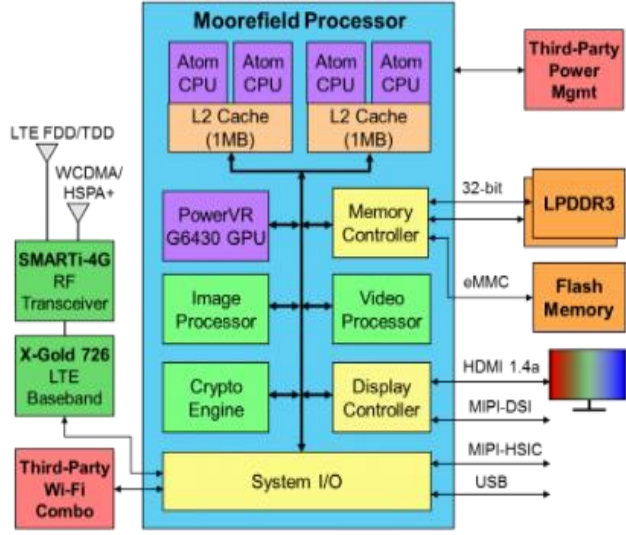 Moorefield Processor
Atom
CPU
Atom
CPU
Atom
CPU
Atom
CPU
L2 Cache
(1MB)
L2 Cache
(1MB)
Third-Party
Power
Mgmt
LTE FDD/TDD
WCDMA/
HSPA+
PowerVR
G6430 GPU
Memory
Controller
32-bit
LPDDR3
SMARTi-4G
RF
Transceiver
Image
Processor
Video
Processor
eMMC
Flash
Memory
X-Gold 726
LTE
Baseband
Crypto
Engine
Display
Controller
HDMI 1.4a
MIPI-DSI
Third-Party
Wi-Fi
Combo
System I/O
MIPI-HSIC
USB